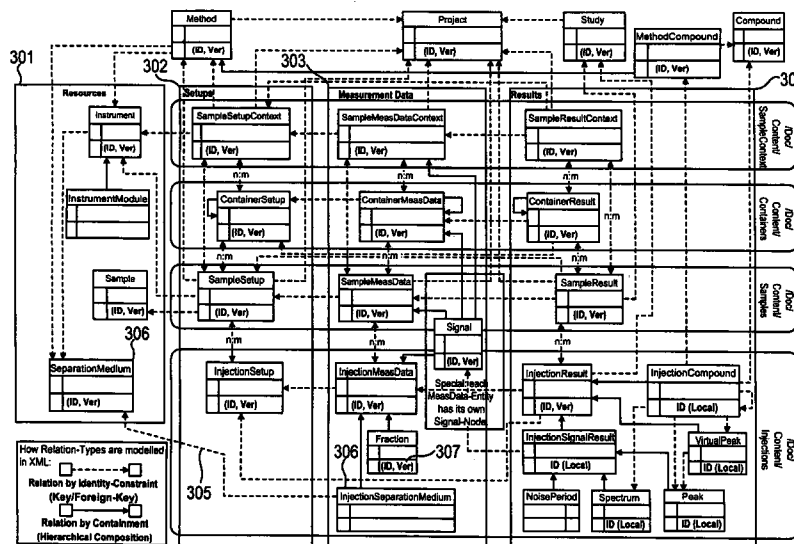 Method
(ID, Ver)
Project
(ID, Ver)
Study
(ID, Ver)
MethodCompound
(ID, Ver)
Compound
(ID, Ver)
301
302
303
30
Resources
Setups
Measurement Data
Results
Instrument
(ID, Ver)
SampleSetupContext
(ID, Ver)
SampleMeasDataContext
(ID, Ver)
SampleResultContext
(ID, Ver)
/Doc/
Content/
SampleContext
n:m
n:m
n:m
InstrumentModule
ContainerSetup
(ID, Ver)
ContainerMeasData
(ID, Ver)
ContainerResult
(ID, Ver)
/Doc/
Content/
Containers
n:m
n:m
n:m
Sample
(ID, Ver)
SampleSetup
(ID, Ver)
SampleMeasData
(ID, Ver)
SampleResult
(ID, Ver)
/Doc/
Content/
Samples
306
n:m
n:m
n:m
Signal
(ID, Ver)
Special: each
MeasData-Entity
has its own
Signal-Node.
SeparationMedium
(ID, Ver)
InjectionSetup
(ID, Ver)
InjectionMeasData
(ID, Ver)
InjectionResult
(ID, Ver)
InjectionCompound
ID (Local)
/Doc/
Content/
Injections
Fraction
(ID, Ver)
307
InjectionSignalResult
ID (Local)
VirtualPeak
ID (Local)
305
306
InjectionSeparationMedium
NoisePeriod
Spectrum
ID (Local)
Peak
ID (Local)
How Relation-Types are modelled
in XML:
Relation by Identity-Constraint
(Key/Foreign-Key)
Relation by Containment
(Hierarchical Composition)